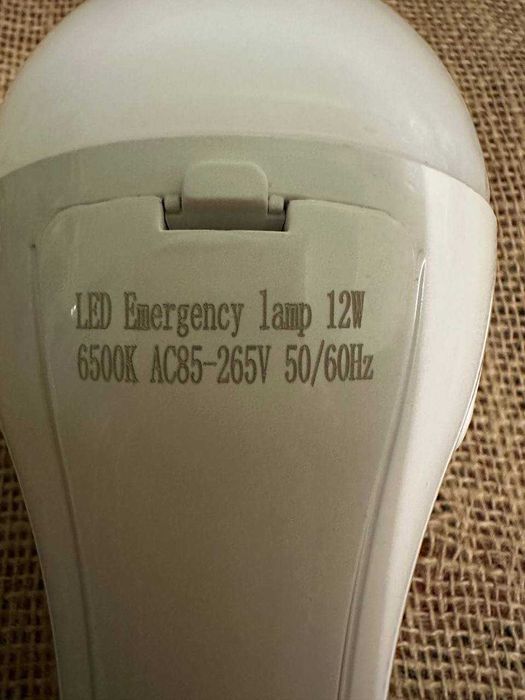 LED Emergency lamp 12W
6500K AC85-265V 50/60Hz